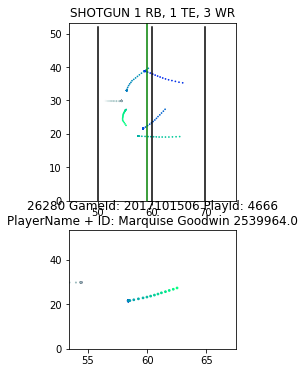 SHOTGUN 1 RB, 1 TE, 3 WR
50
40
30
20
10
0
50 60 70
26280 GameId: 2017101506 PlayId: 4666
PlayerName + ID: Marquise Goodwin 2539964.0
40
20
0
55 60 65